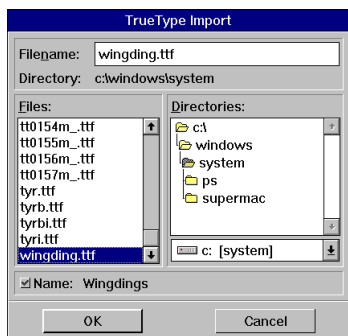 TrueType Import
Filename: wingding.ttf
Directory: c:\windows\system
Files:
tt0154m_.ttf
tt0155m_.ttf
tt0156m_.ttf
tt0157m_.ttf
tyr.ttf
tyrb.ttf
tyrbi.ttf
tyri.ttf
wingding.ttf
Directories:
c:\
windows
system
ps
supermac
c: [system]
Name: Wingdings
OK Cancel